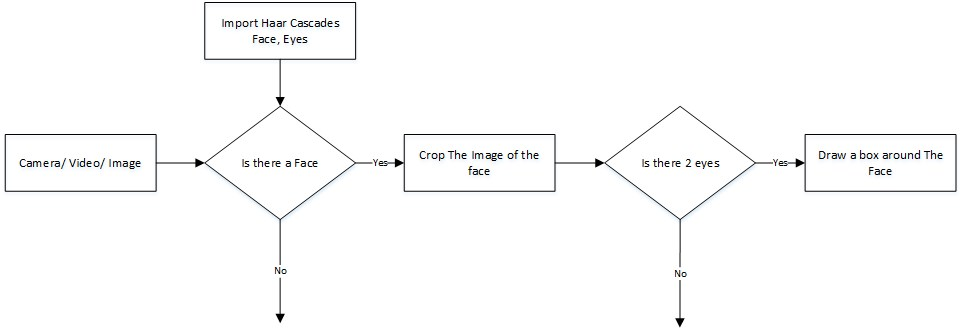 Import Haar Cascades
Face, Eyes
Camera/ Video/ Image
Is there a Face
Yes
Crop The Image of the
face
Is there 2 eyes
Yes
Draw a box around The
Face
No
No